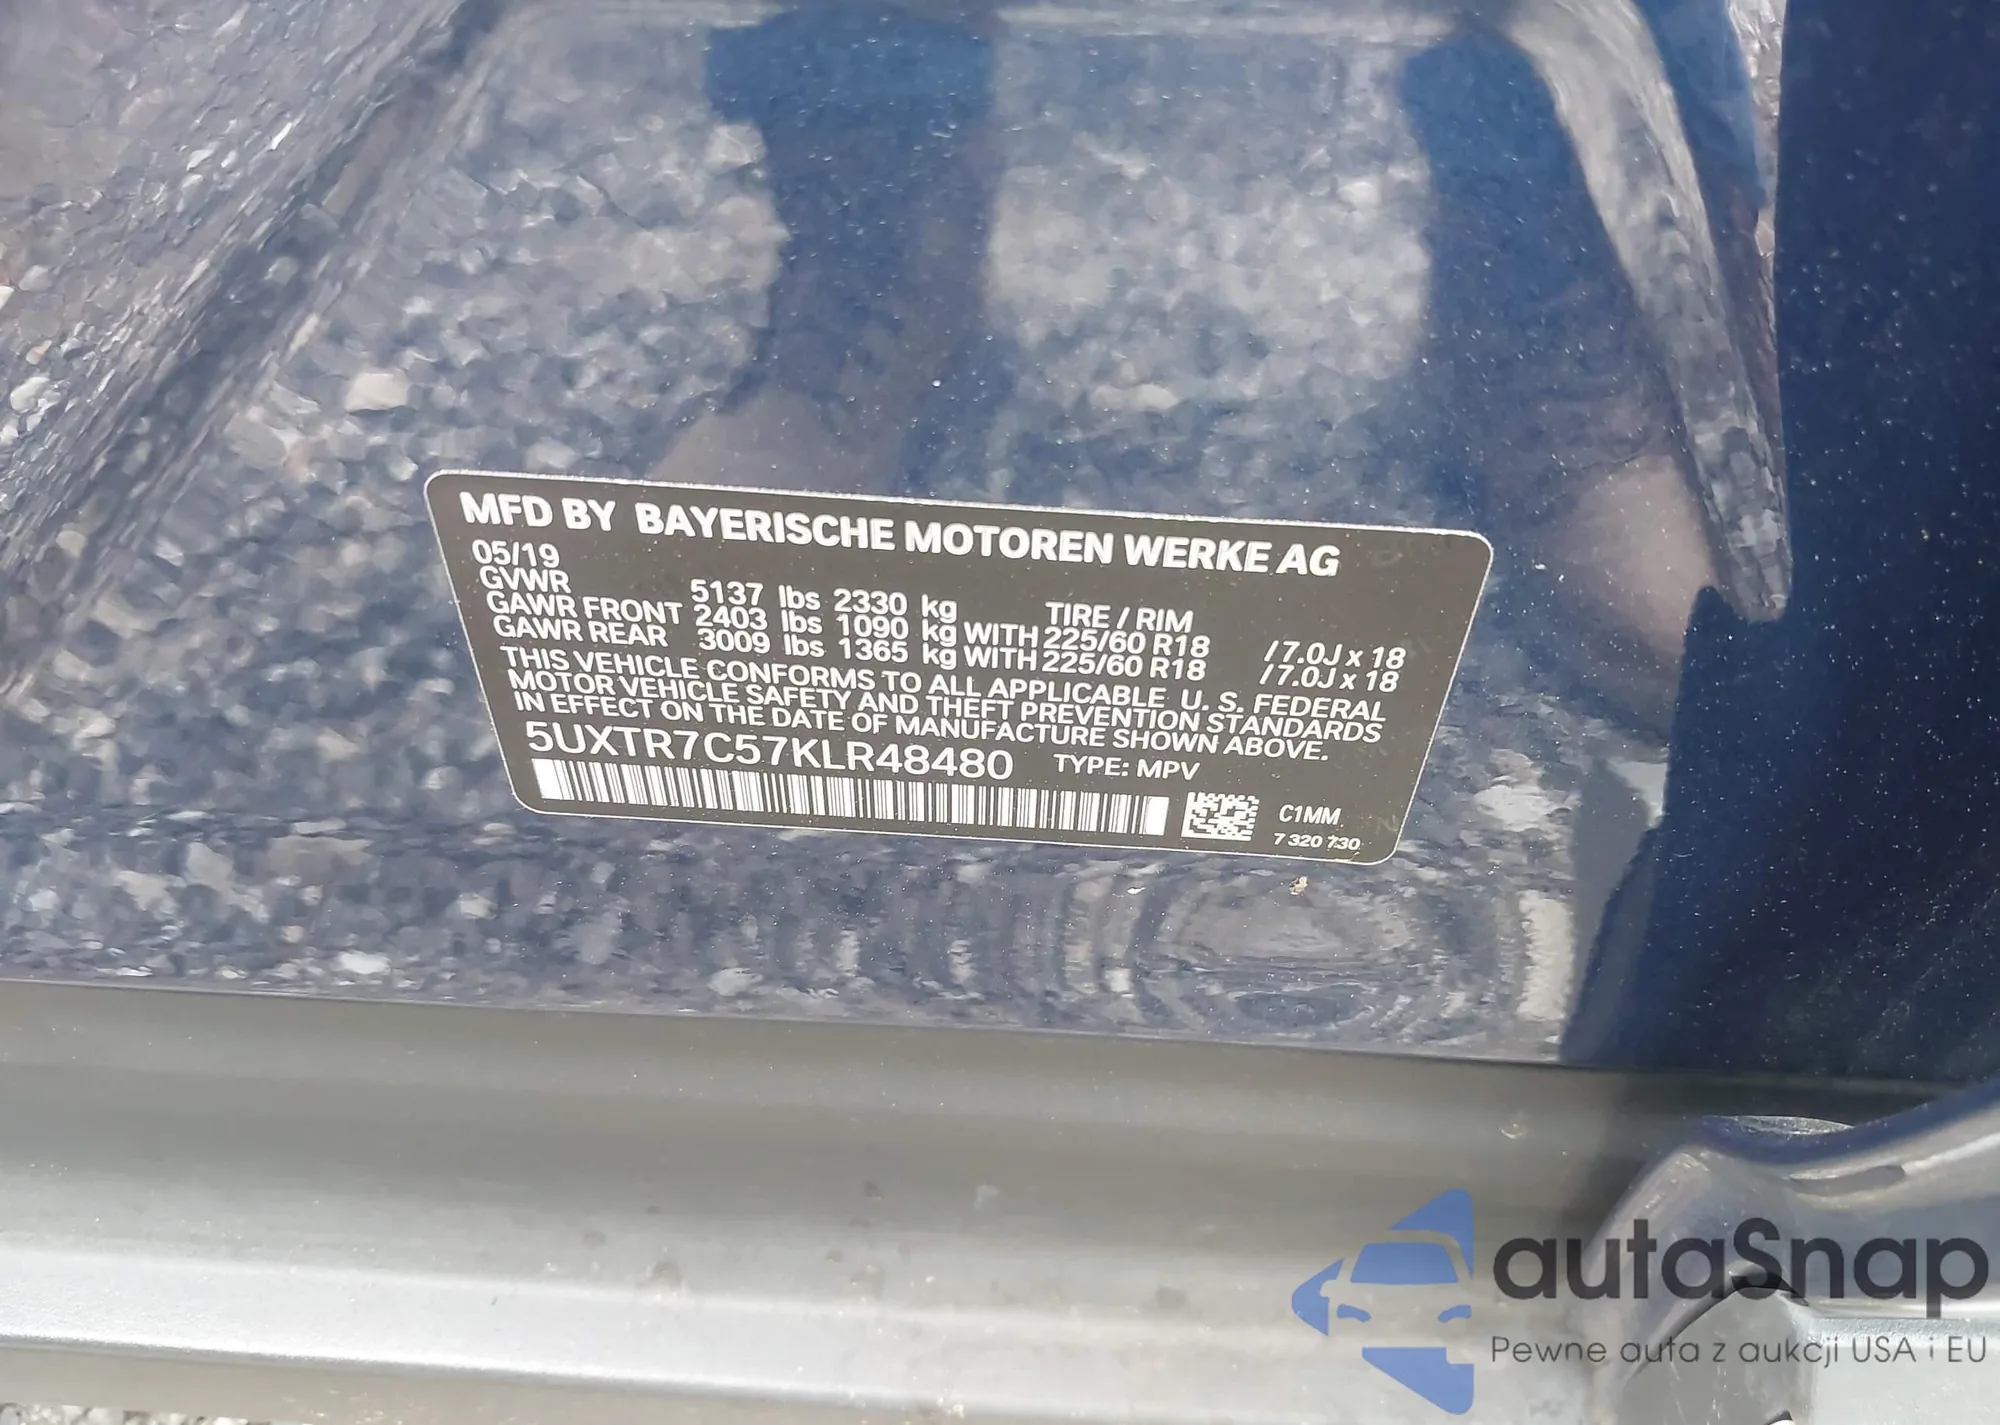 MFD BY BAYERISCHE MOTOREN WERKE AG
05/19
GVWR 5137 lbs 2330 kg TIRE / RIM
GAWR FRONT 2403 lbs 1090 kg WITH 225/60 R18 / 7.0J x 18
GAWR REAR 3009 lbs 1365 kg WITH 225/60 R18 / 7.0J x 18
THIS VEHICLE CONFORMS TO ALL APPLICABLE U. S. FEDERAL
MOTOR VEHICLE SAFETY AND THEFT PREVENTION STANDARDS
IN EFFECT ON THE DATE OF MANUFACTURE SHOWN ABOVE.
5UXTR7C57KLR48480 TYPE: MPV
C1MM
7 320 730
autaSnap
Pewne auta z aukcji USA i EU